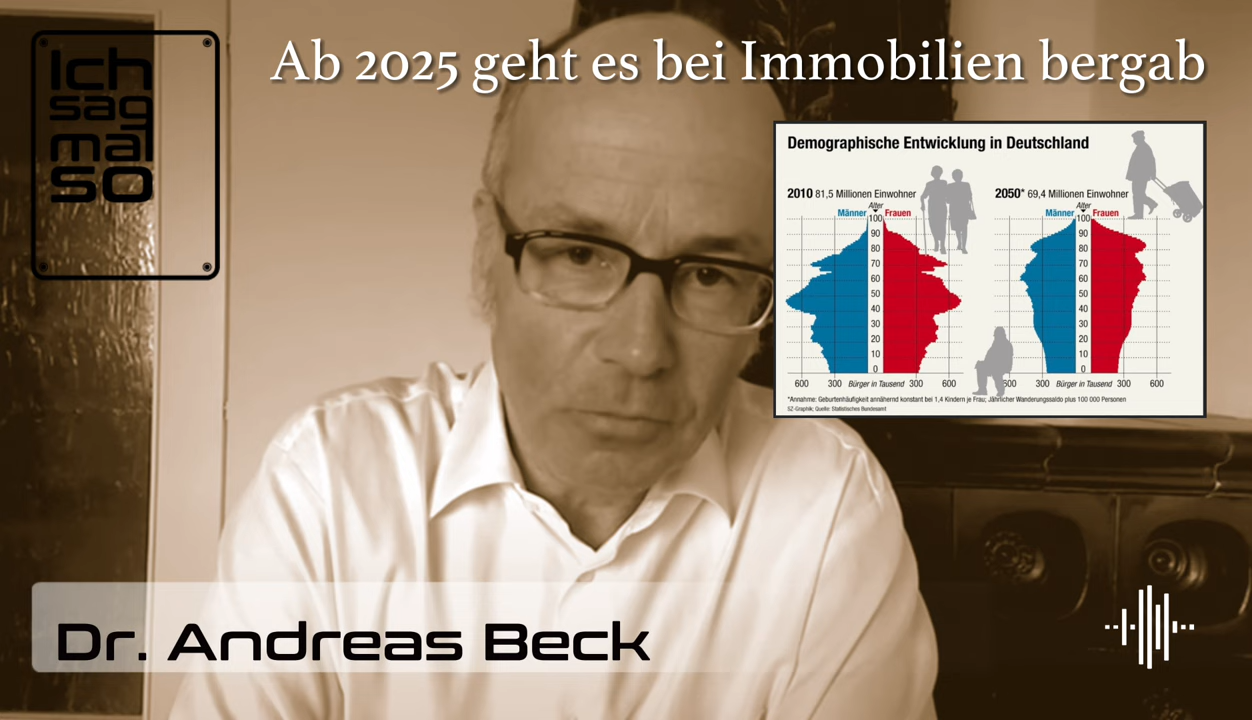 Ich
sag
mal
so
Ab 2025 geht es bei Immobilien bergab
Demographische Entwicklung in Deutschland
2010 81,5 Millionen Einwohner
Alter
Männer 100 Frauen
90
80
70
60
50
40
30
20
10
0
600 300 Bürger in Tausend 300 600
2050* 69,4 Millionen Einwohner
Alter
Männer 100 Frauen
90
80
70
60
50
40
30
20
10
0
600 300 Bürger in Tausend 300 600
*Annahme: Geburtenhäufigkeit annähernd konstant bei 1,4 Kindern je Frau; Jährlicher Wanderungssaldo plus 100 000 Personen
SZ-Graphik; Quelle: Statistisches Bundesamt
Dr. Andreas Beck